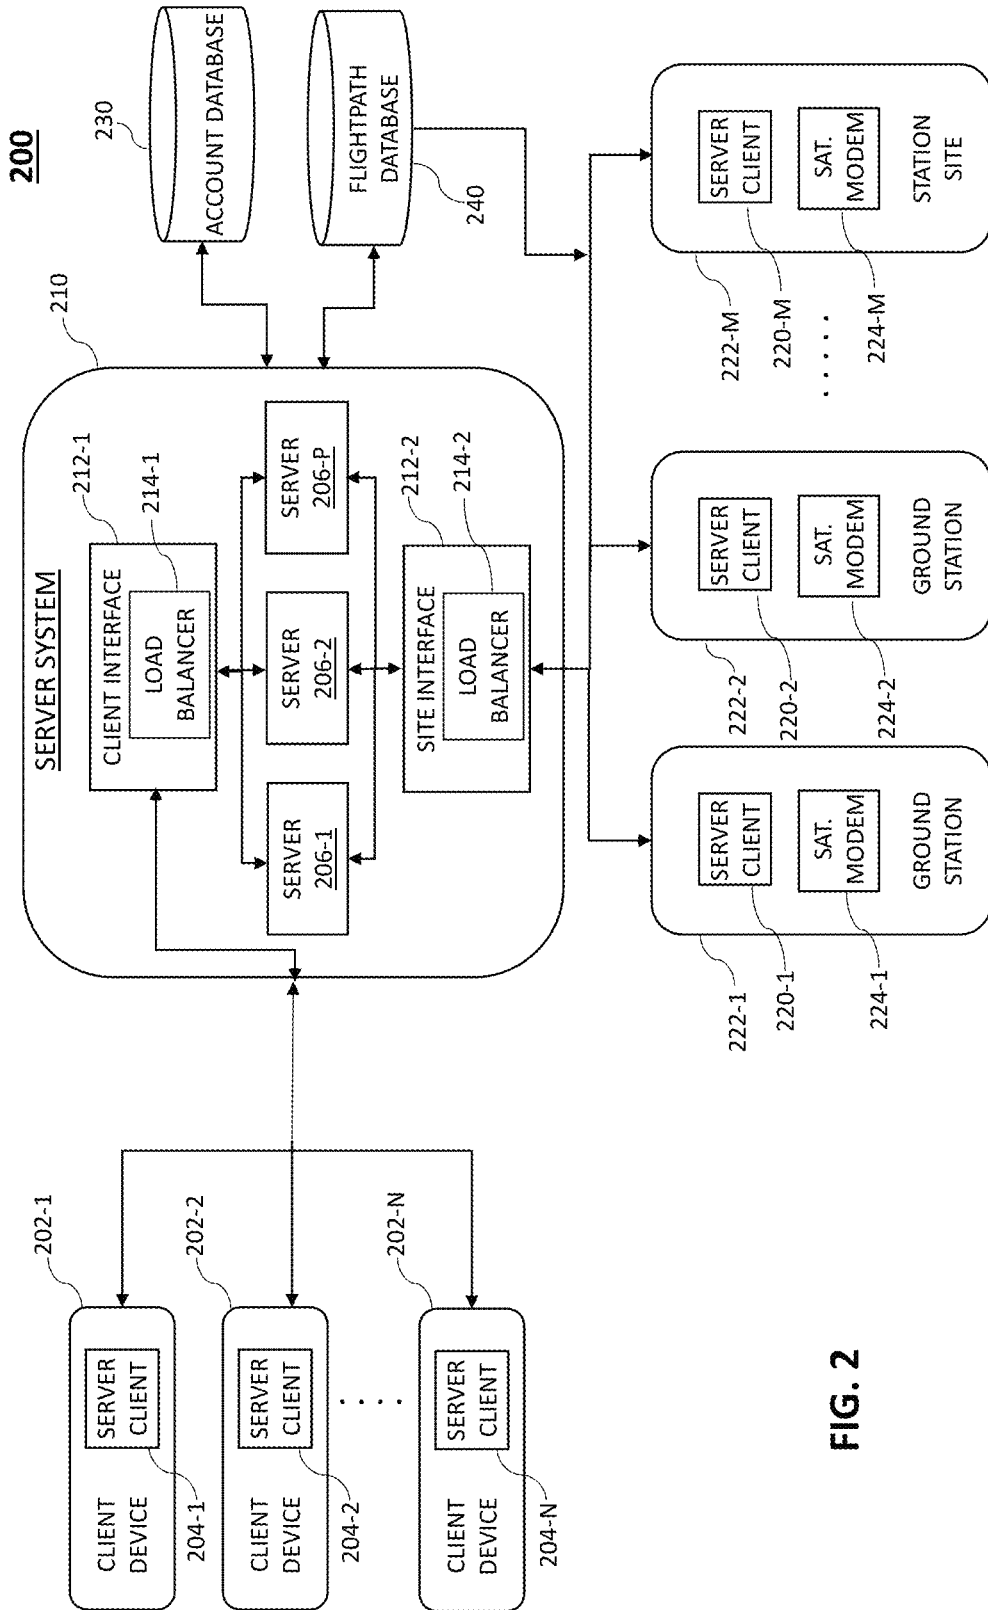 200
SERVER SYSTEM
210
CLIENT INTERFACE
212-1
LOAD
BALANCER
214-1
SERVER
206-1
SERVER
206-2
SERVER
206-P
SITE INTERFACE
212-2
LOAD
BALANCER
214-2
230
ACCOUNT DATABASE
FLIGHTPATH
DATABASE
240
202-1
CLIENT
DEVICE
SERVER
CLIENT
204-1
202-2
CLIENT
DEVICE
SERVER
CLIENT
204-2
. . . .
202-N
CLIENT
DEVICE
SERVER
CLIENT
204-N
222-1
SERVER
CLIENT
220-1
SAT.
MODEM
224-1
GROUND
STATION
222-2
SERVER
CLIENT
220-2
SAT.
MODEM
224-2
GROUND
STATION
. . . . .
222-M
SERVER
CLIENT
220-M
SAT.
MODEM
224-M
STATION
SITE
FIG. 2